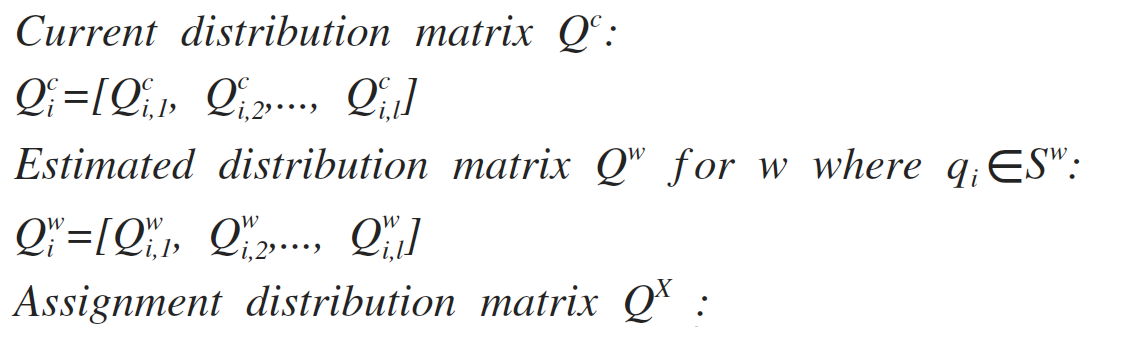 Current distribution matrix Q^c:
Q_i^c=[Q_{i,1}^c, Q_{i,2}^c,..., Q_{i,l}^c]
Estimated distribution matrix Q^w for w where q_i∈S^w:
Q_i^w=[Q_{i,1}^w, Q_{i,2}^w,..., Q_{i,l}^w]
Assignment distribution matrix Q^X :